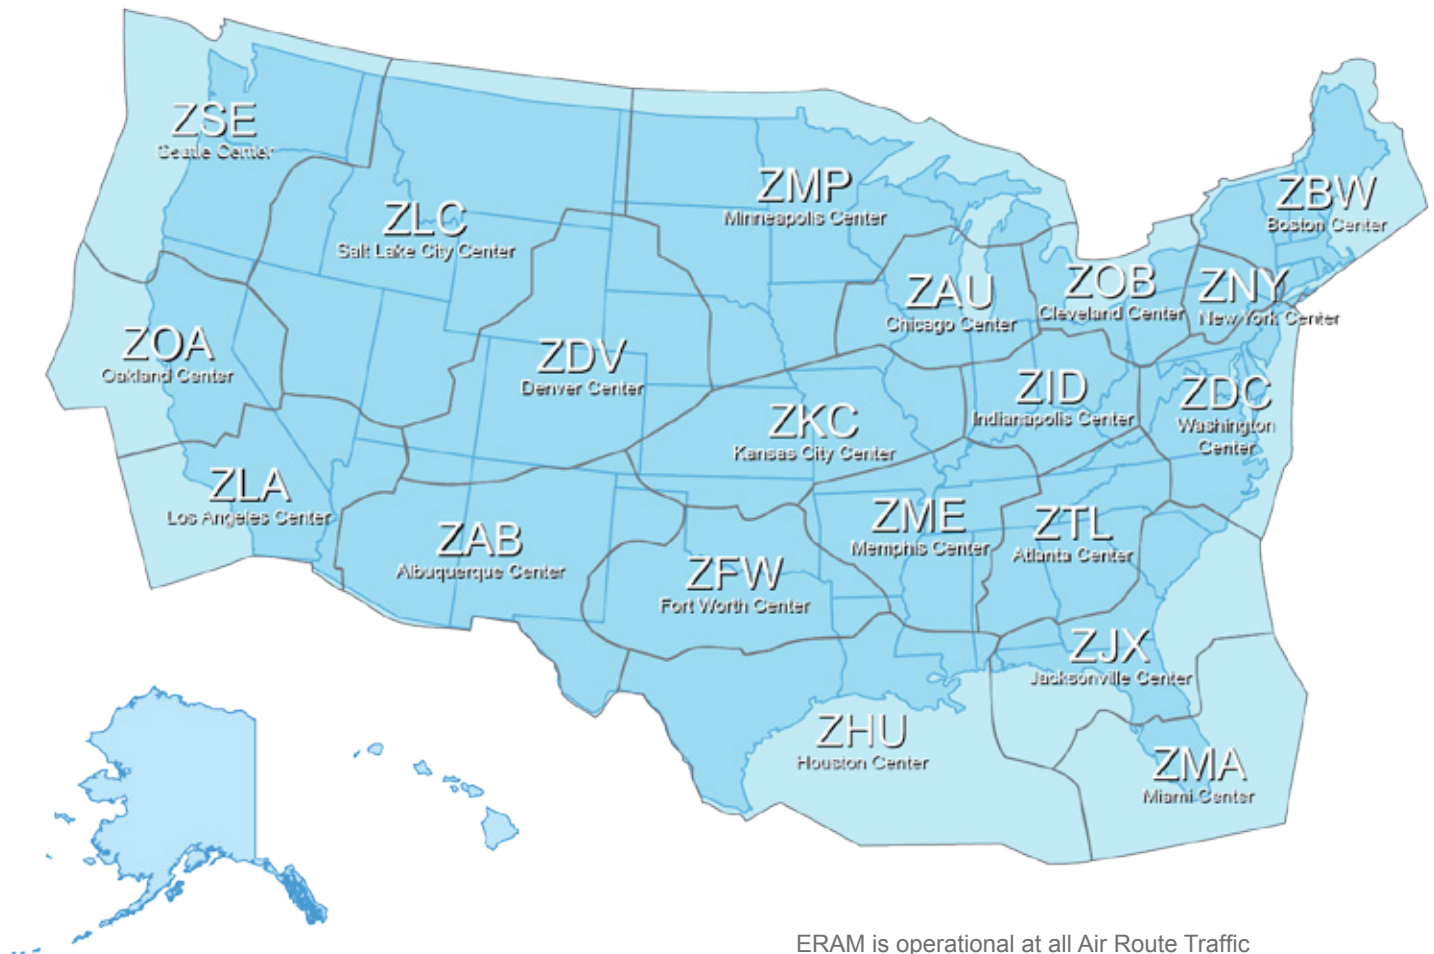 ZSE
Seattle Center
ZLC
Salt Lake City Center
ZMP
Minneapolis Center
ZBW
Boston Center
ZAU
Chicago Center
ZOB
Cleveland Center
ZNY
New York Center
ZOA
Oakland Center
ZDV
Denver Center
ZID
Indianapolis Center
ZDC
Washington
Center
ZKC
Kansas City Center
ZLA
Los Angeles Center
ZAB
Albuquerque Center
ZME
Memphis Center
ZTL
Atlanta Center
ZFW
Fort Worth Center
ZJX
Jacksonville Center
ZHU
Houston Center
ZMA
Miami Center
ERAM is operational at all Air Route Traffic